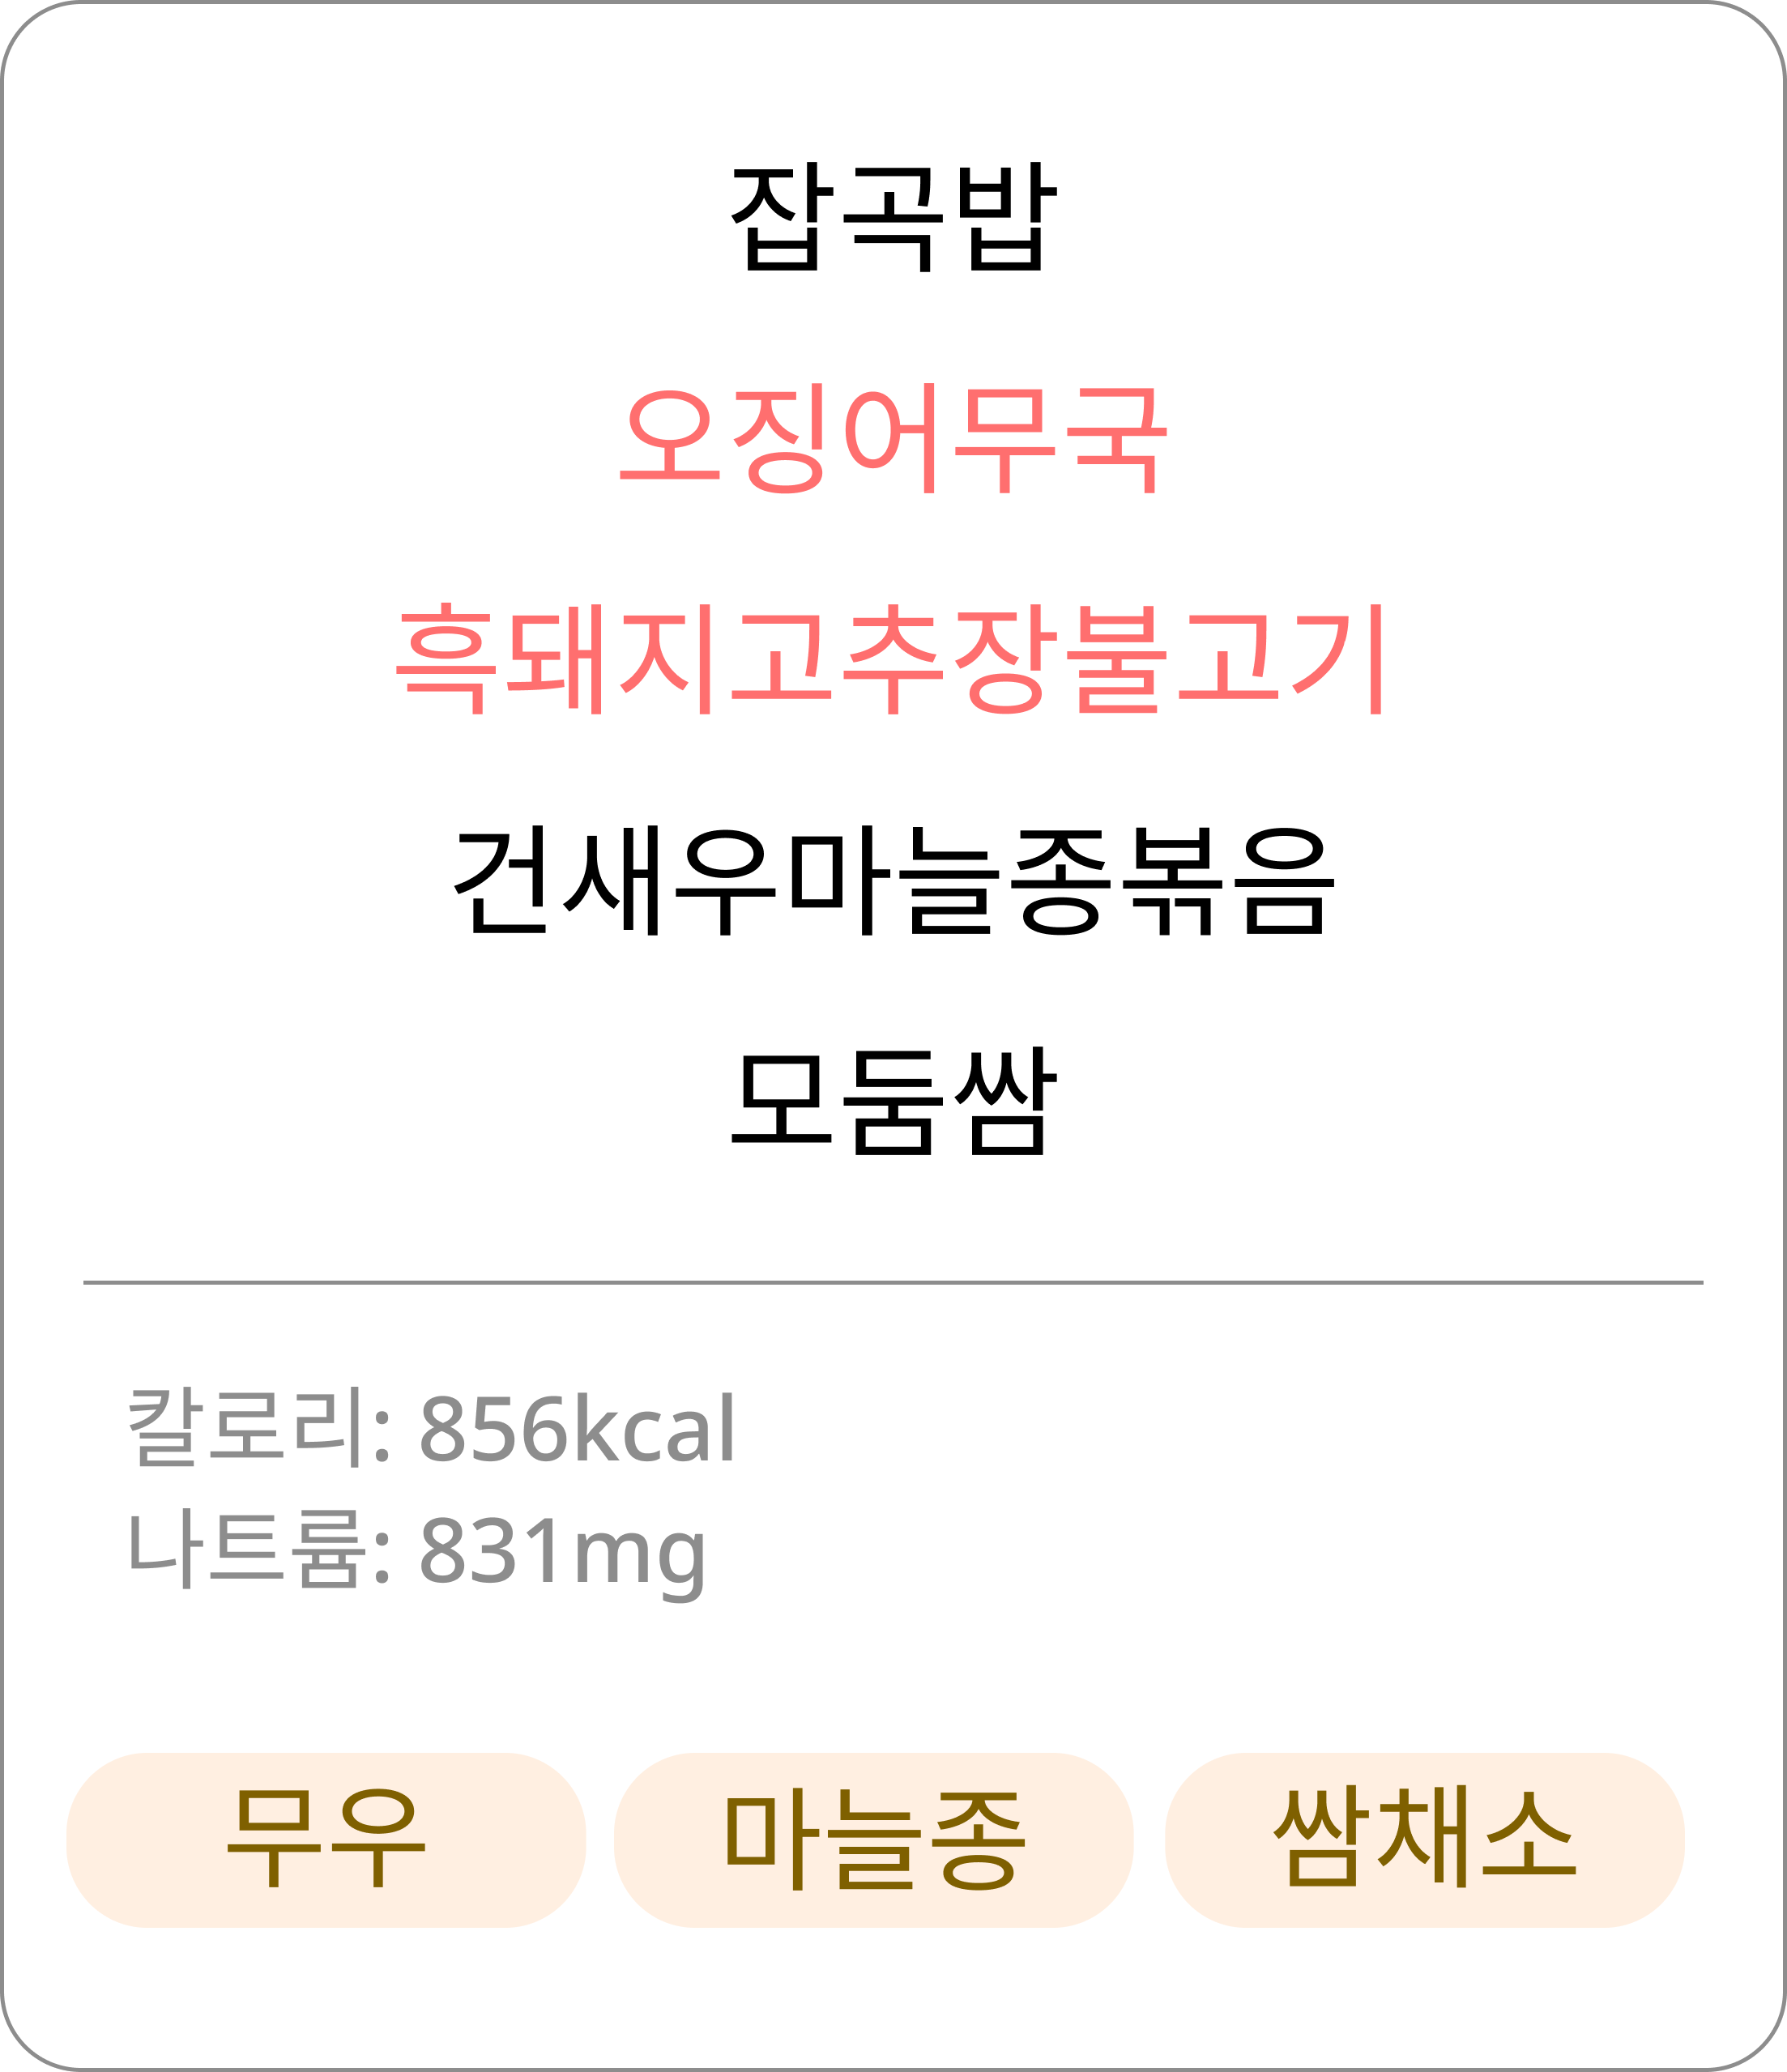 잡곡밥
오징어무국
흑돼지고추장불고기
건새우마늘종볶음
모둠쌈
칼로리: 856kcal
나트륨: 831mg
무우
마늘종
쌈채소